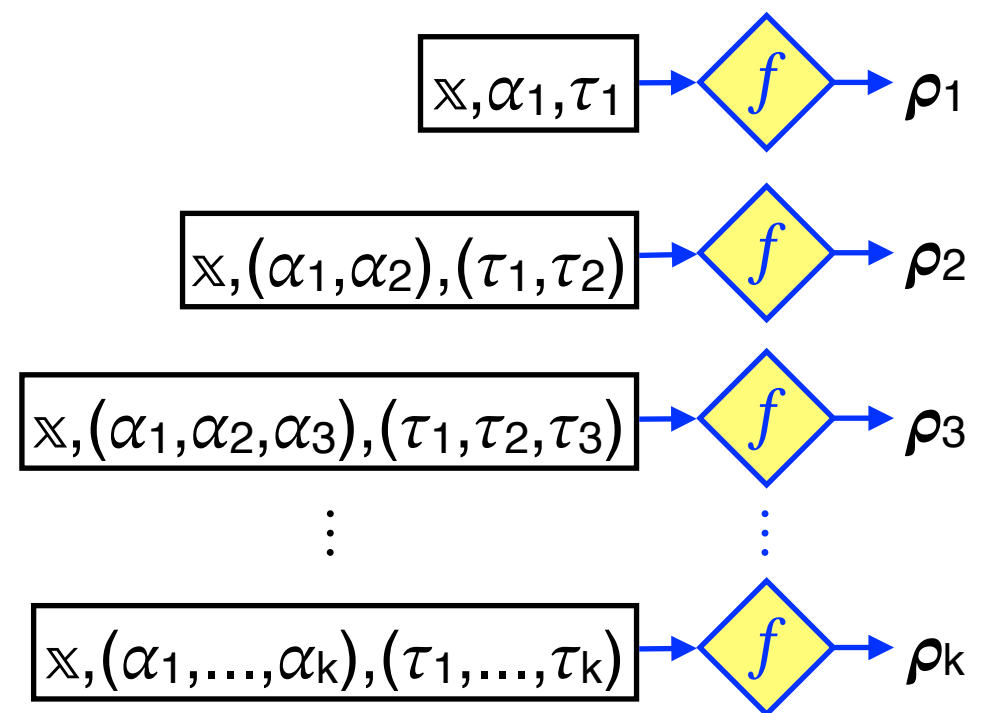 𝕩,α1,τ1 f ρ1
𝕩,(α1,α2),(τ1,τ2) f ρ2
𝕩,(α1,α2,α3),(τ1,τ2,τ3) f ρ3
⋮ ⋮
𝕩,(α1,...,αk),(τ1,...,τk) f ρk